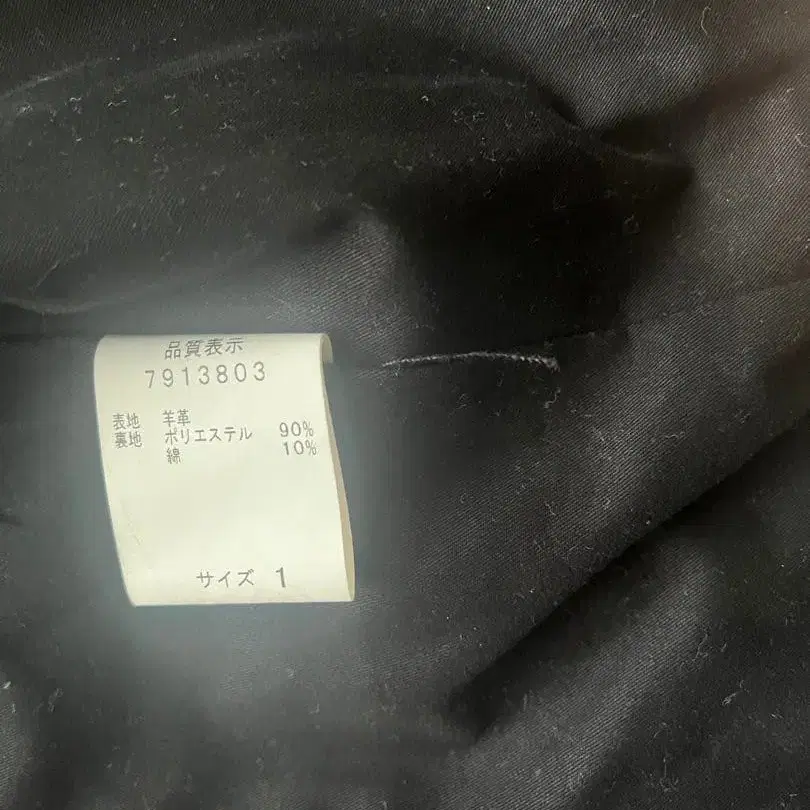 品質表示
7913803
表地 羊革
裏地 ポリエステル 90%
綿 10%
サイズ 1